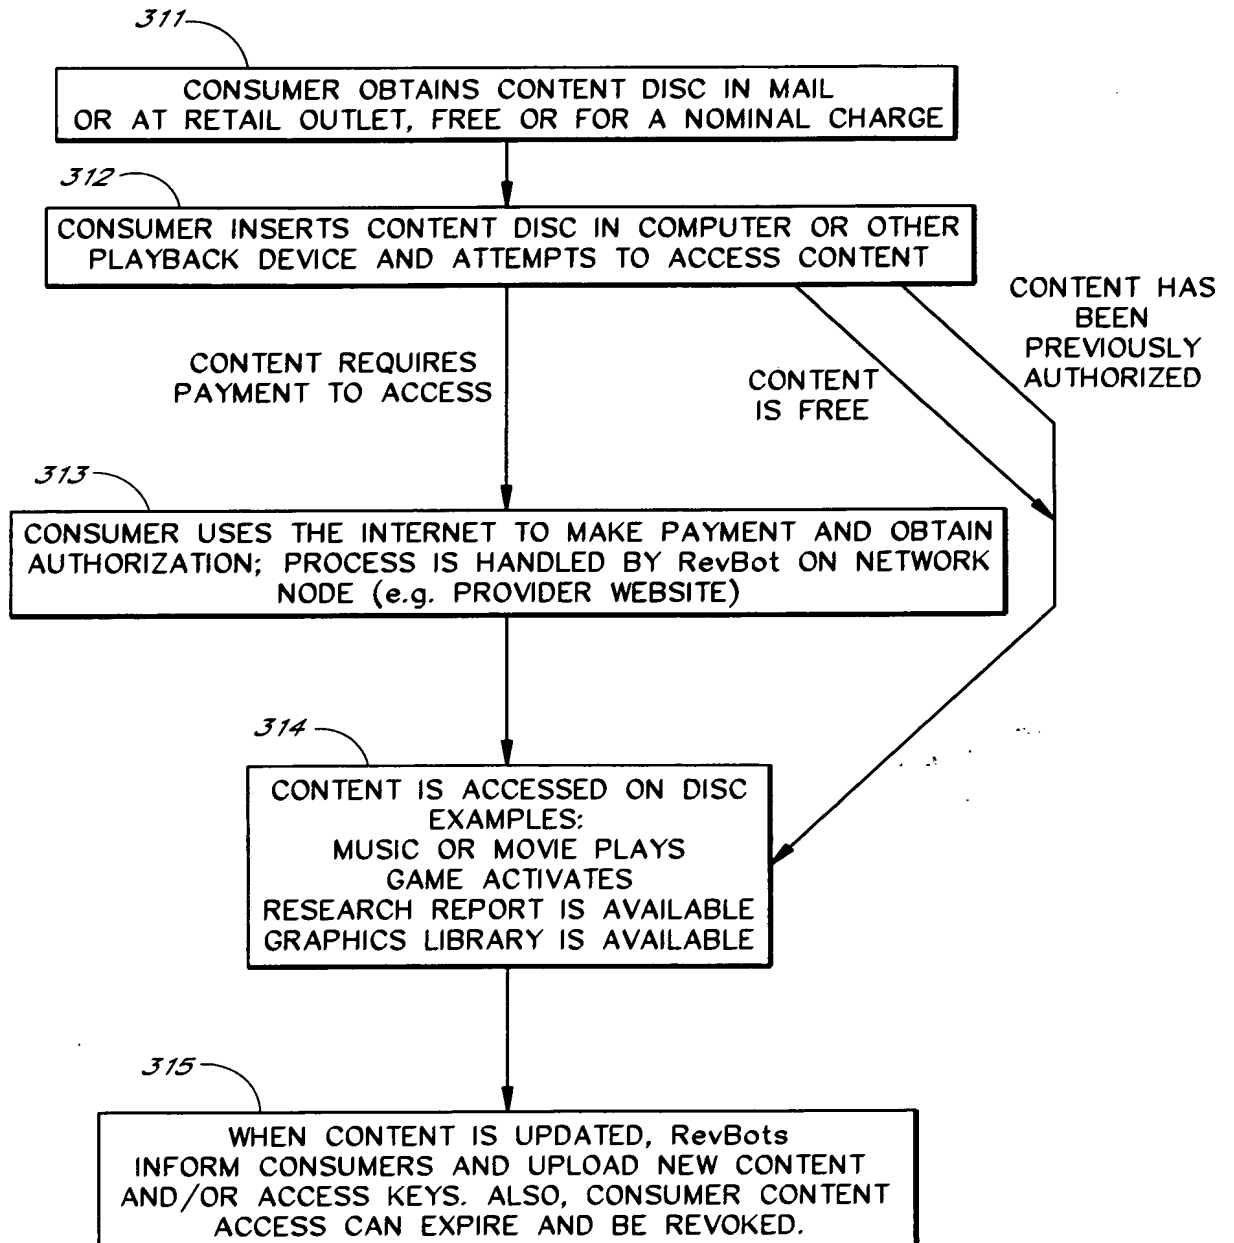 311
CONSUMER OBTAINS CONTENT DISC IN MAIL
OR AT RETAIL OUTLET, FREE OR FOR A NOMINAL CHARGE
312
CONSUMER INSERTS CONTENT DISC IN COMPUTER OR OTHER
PLAYBACK DEVICE AND ATTEMPTS TO ACCESS CONTENT
CONTENT REQUIRES
PAYMENT TO ACCESS
CONTENT
IS FREE
CONTENT HAS
BEEN
PREVIOUSLY
AUTHORIZED
313
CONSUMER USES THE INTERNET TO MAKE PAYMENT AND OBTAIN
AUTHORIZATION; PROCESS IS HANDLED BY RevBot ON NETWORK
NODE (e.g. PROVIDER WEBSITE)
314
CONTENT IS ACCESSED ON DISC
EXAMPLES:
MUSIC OR MOVIE PLAYS
GAME ACTIVATES
RESEARCH REPORT IS AVAILABLE
GRAPHICS LIBRARY IS AVAILABLE
315
WHEN CONTENT IS UPDATED, RevBots
INFORM CONSUMERS AND UPLOAD NEW CONTENT
AND/OR ACCESS KEYS. ALSO, CONSUMER CONTENT
ACCESS CAN EXPIRE AND BE REVOKED.